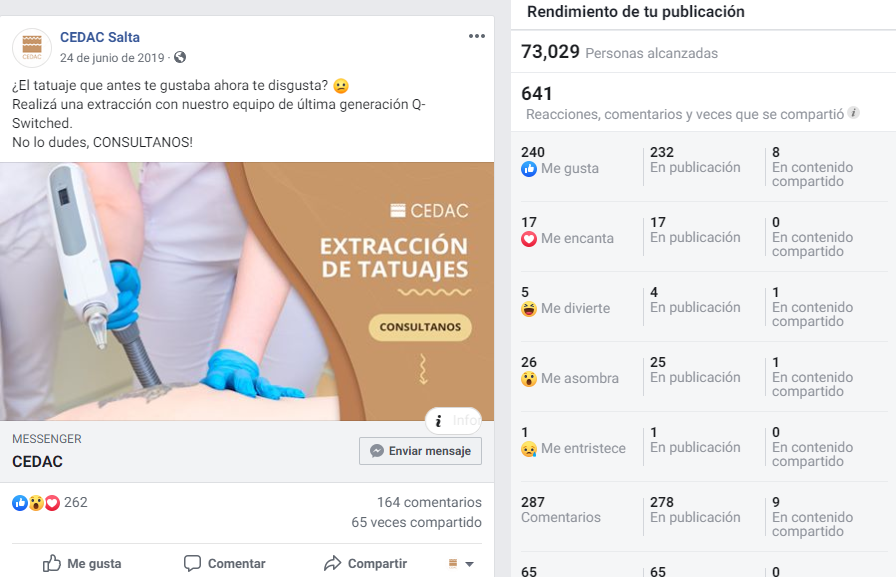 CEDAC Salta
24 de junio de 2019 ·
¿El tatuaje que antes te gustaba ahora te disgusta? 😕
Realizá una extracción con nuestro equipo de última generación Q-
Switched.
No lo dudes, CONSULTANOS!
CEDAC
CEDAC
EXTRACCIÓN
DE TATUAJES
CONSULTANOS
i Info
MESSENGER
CEDAC
Enviar mensaje
262
164 comentarios
65 veces compartido
Me gusta Comentar Compartir
Rendimiento de tu publicación
73,029 Personas alcanzadas
641
Reacciones, comentarios y veces que se compartió i
240 232 8
Me gusta En publicación En contenido
compartido
17 17 0
Me encanta En publicación En contenido
compartido
5 4 1
Me divierte En publicación En contenido
compartido
26 25 1
Me asombra En publicación En contenido
compartido
1 1 0
Me entristece En publicación En contenido
compartido
287 278 9
Comentarios En publicación En contenido
compartido
65 65 0